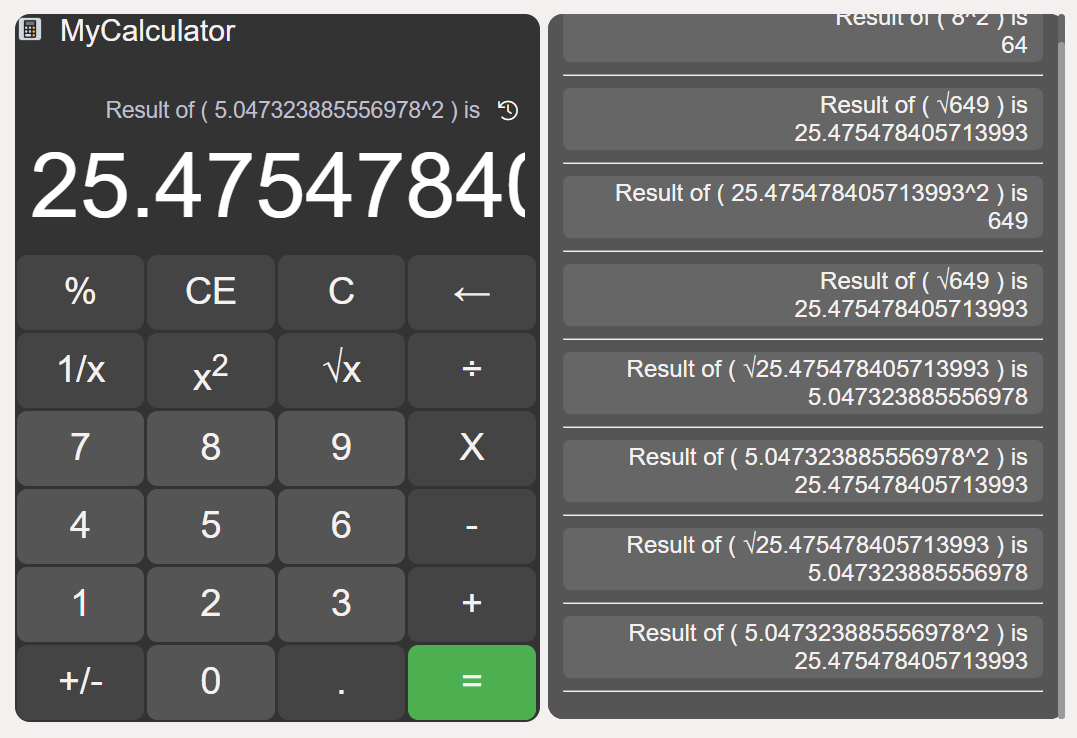 MyCalculator
Result of ( 5.047323885556978^2 ) is
25.47547840
% CE C ←
1/x x² √x ÷
7 8 9 X
4 5 6 -
1 2 3 +
+/- 0 . =
Result of ( 8^2 ) is
64
Result of ( √649 ) is
25.475478405713993
Result of ( 25.475478405713993^2 ) is
649
Result of ( √649 ) is
25.475478405713993
Result of ( √25.475478405713993 ) is
5.047323885556978
Result of ( 5.047323885556978^2 ) is
25.475478405713993
Result of ( √25.475478405713993 ) is
5.047323885556978
Result of ( 5.047323885556978^2 ) is
25.475478405713993